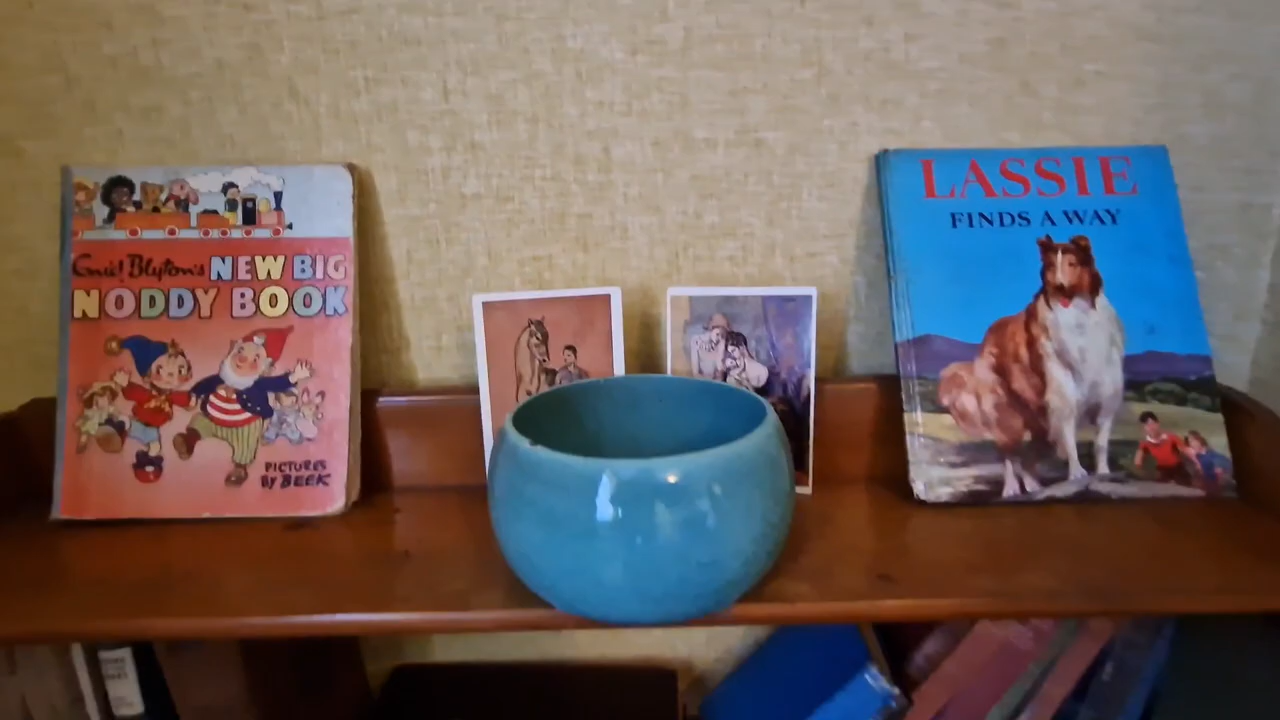 Enid Blyton's NEW BIG
NODDY BOOK
PICTURES
BY BEEK
LASSIE
FINDS A WAY